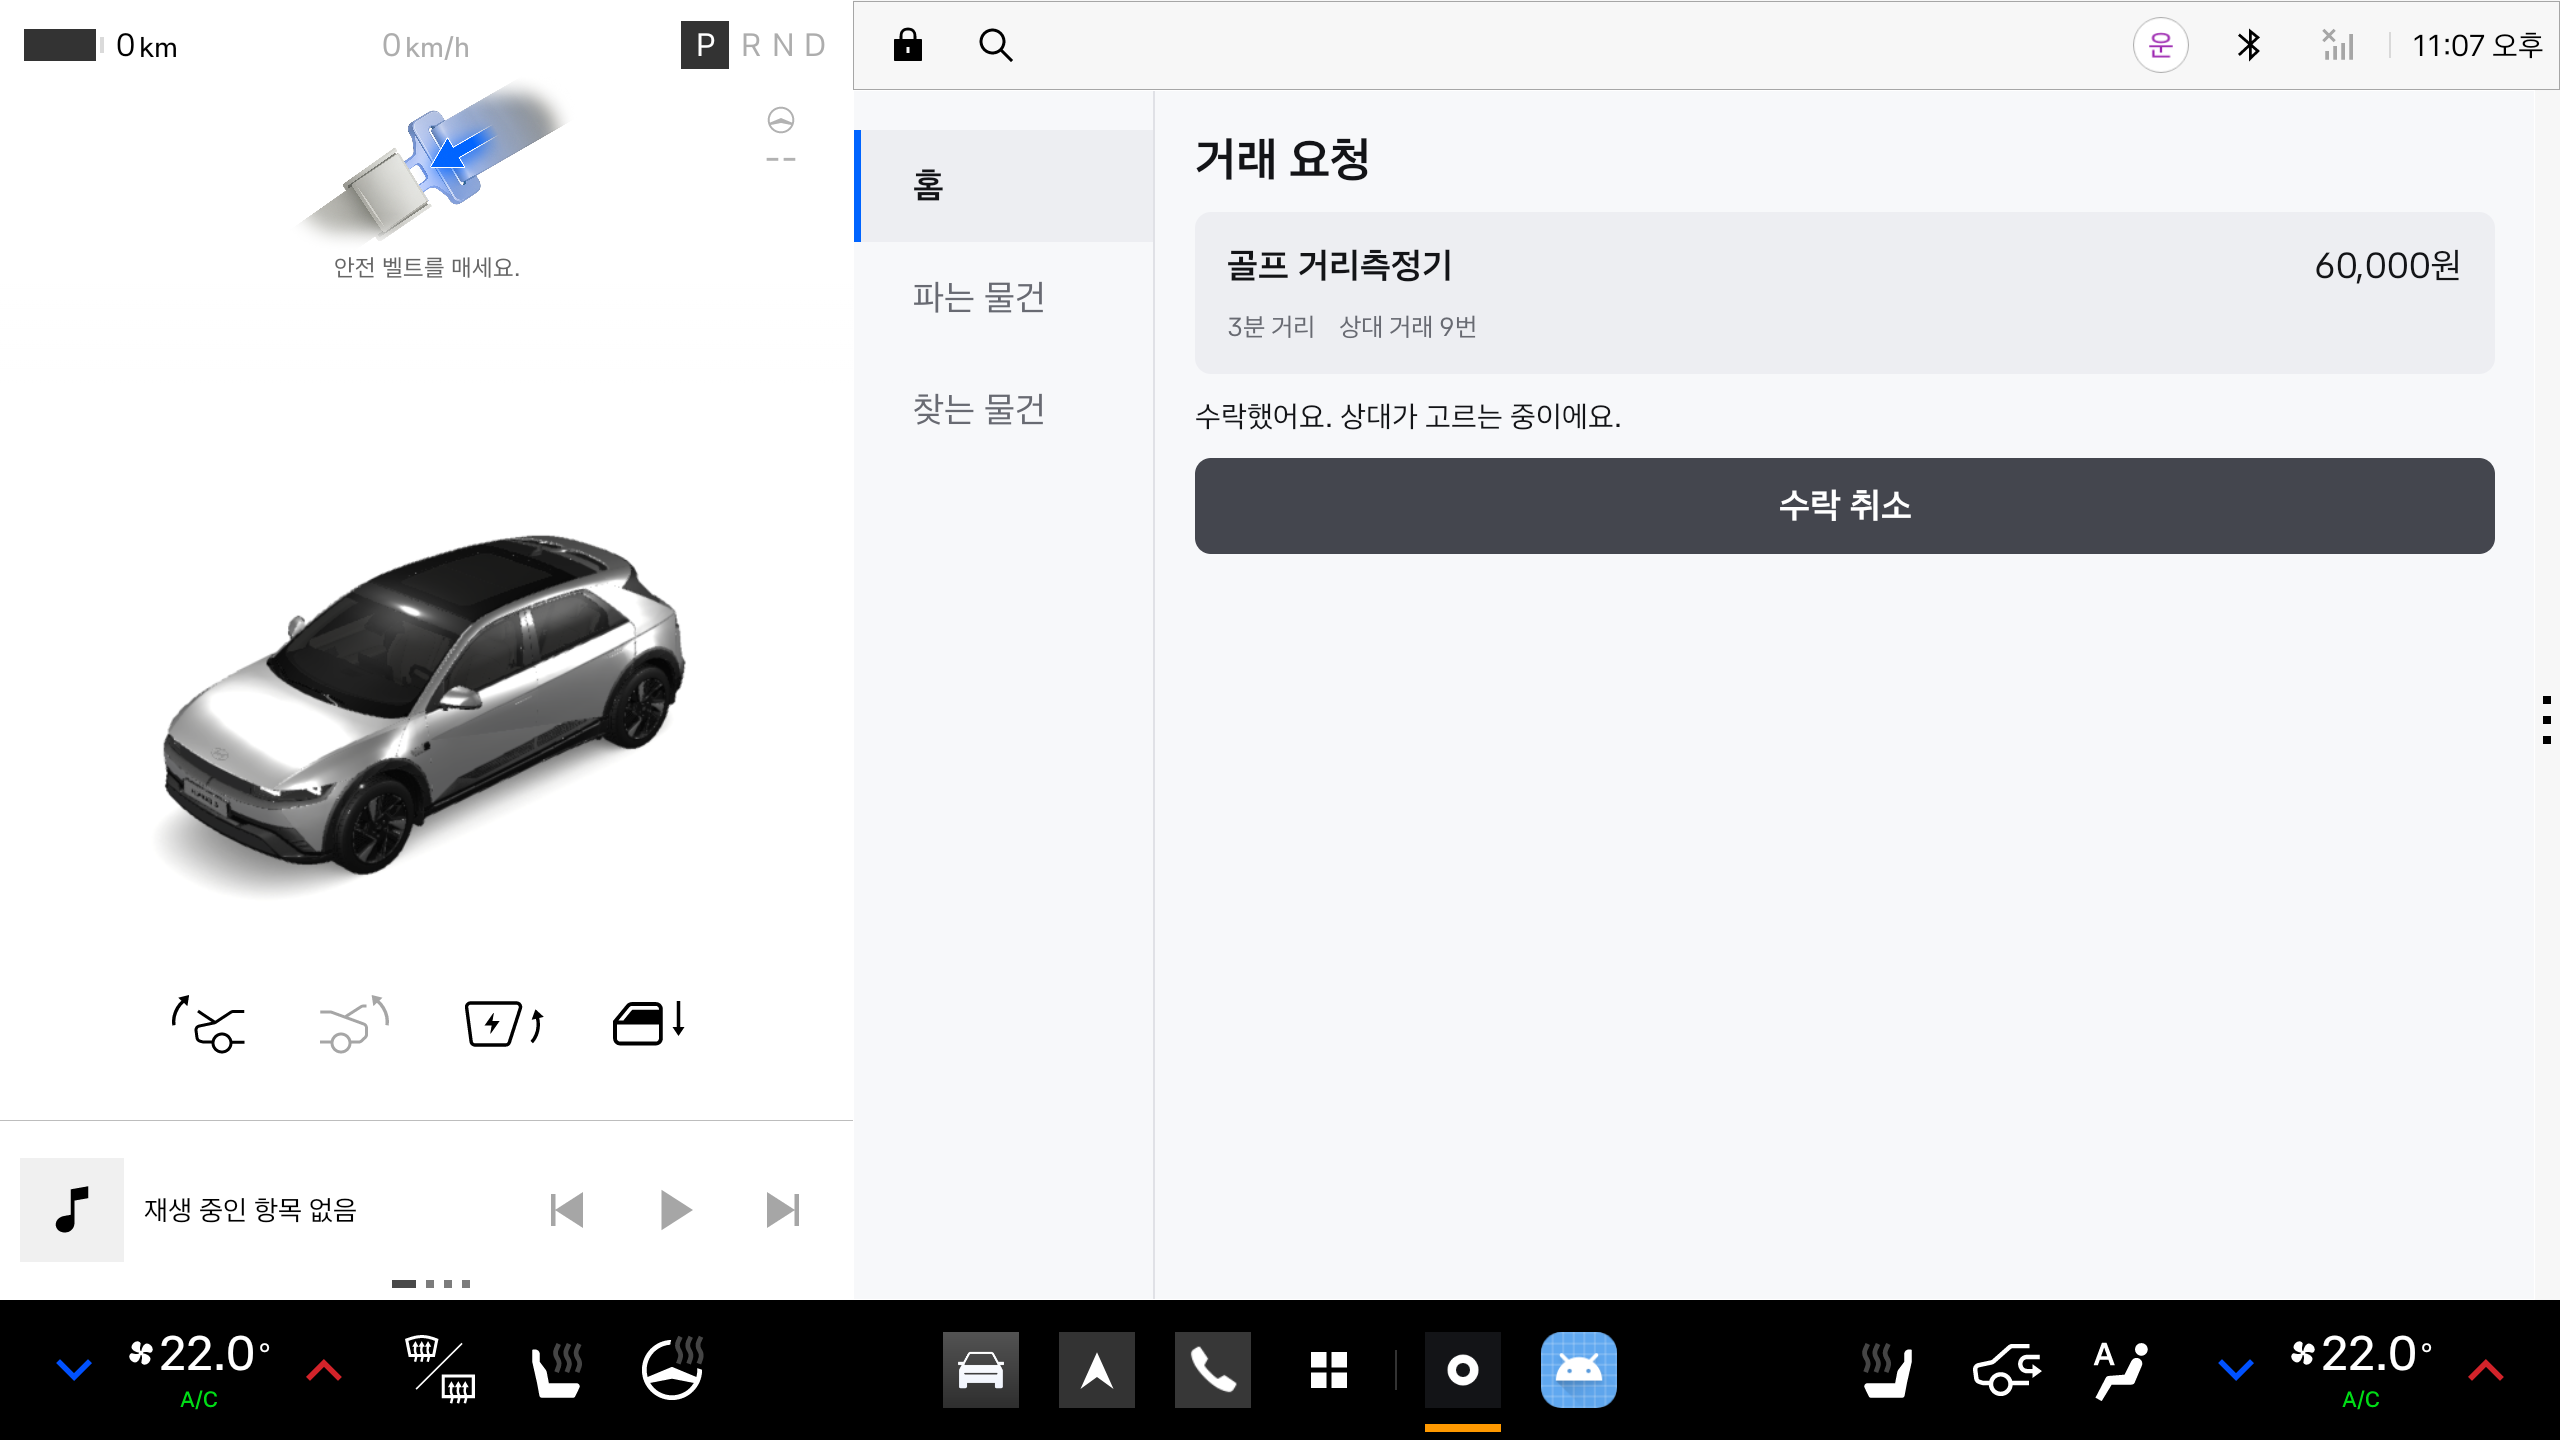 0 km
0 km/h
P R N D
운
11:07 오후
안전 벨트를 매세요.
--
홈
파는 물건
찾는 물건
거래 요청
골프 거리측정기
60,000원
3분 거리 상대 거래 9번
수락했어요. 상대가 고르는 중이에요.
수락 취소
재생 중인 항목 없음
22.0°
A/C
A
22.0°
A/C